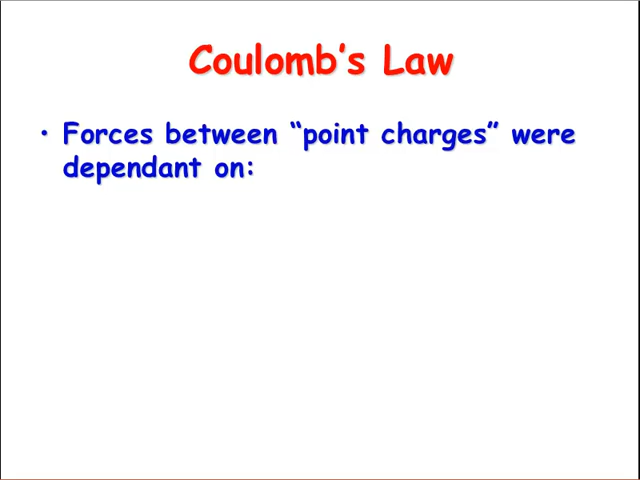 Coulomb’s Law
• Forces between “point charges” were
dependant on: